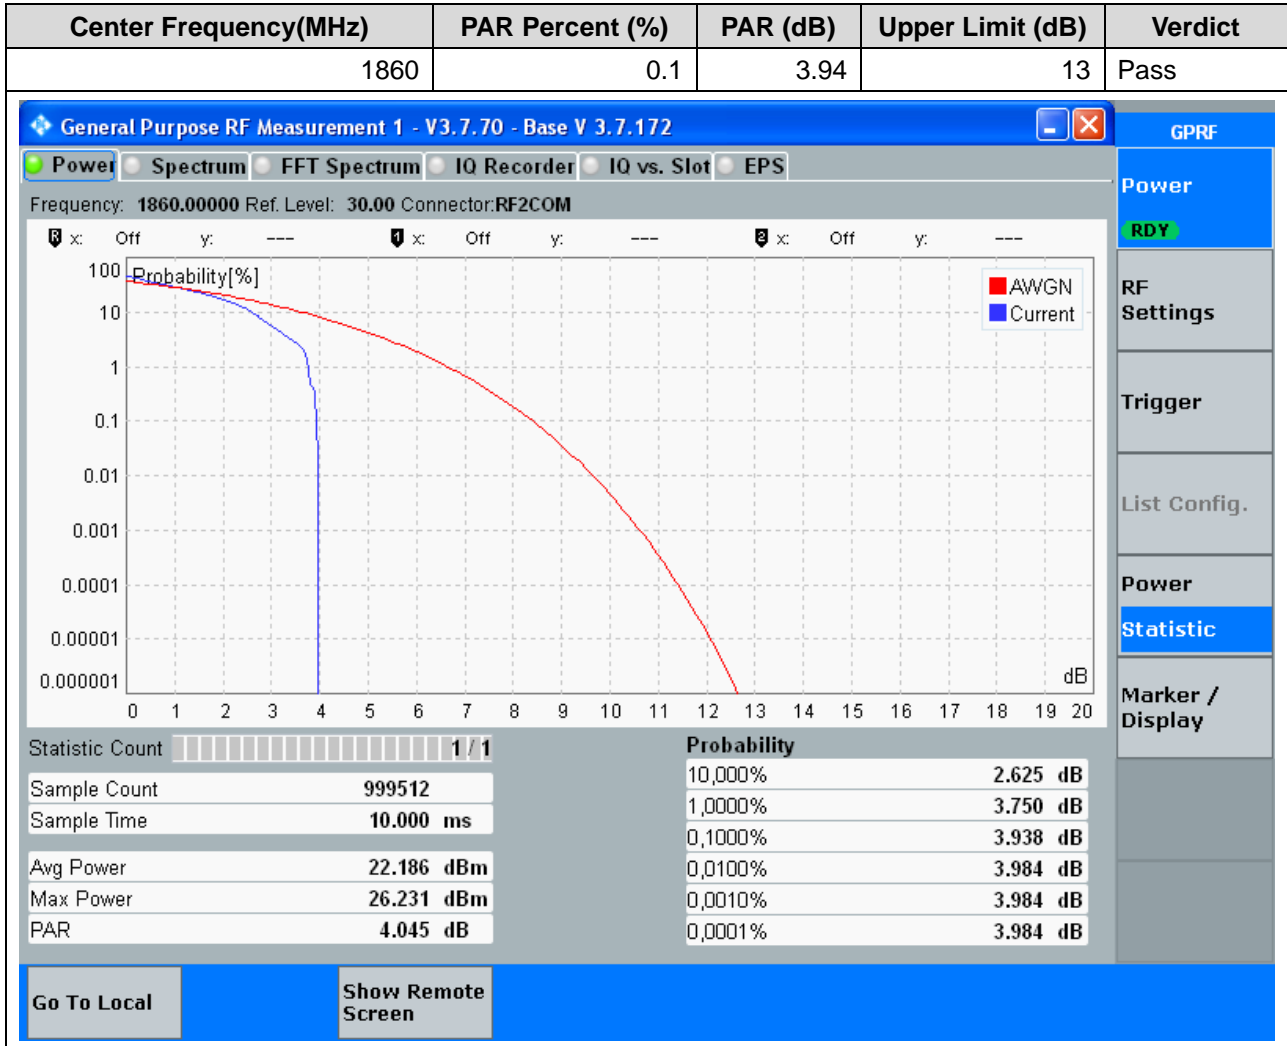 Center Frequency(MHz) PAR Percent (%) PAR (dB) Upper Limit (dB) Verdict
1860 0.1 3.94 13 Pass
General Purpose RF Measurement 1 - V3.7.70 - Base V 3.7.172
GPRF
Power Spectrum FFT Spectrum IQ Recorder IQ vs. Slot EPS
Frequency: 1860.00000 Ref. Level: 30.00 Connector:RF2COM
R x: Off y: --- 1 x: Off y: --- 2 x: Off y: ---
Probability[%]
AWGN
Current
100
10
1
0.1
0.01
0.001
0.0001
0.00001
0.000001
dB
0 1 2 3 4 5 6 7 8 9 10 11 12 13 14 15 16 17 18 19 20
Statistic Count 1 / 1
Sample Count 999512
Sample Time 10.000 ms
Avg Power 22.186 dBm
Max Power 26.231 dBm
PAR 4.045 dB
Probability
10,000% 2.625 dB
1,0000% 3.750 dB
0,1000% 3.938 dB
0,0100% 3.984 dB
0,0010% 3.984 dB
0,0001% 3.984 dB
Power
RDY
RF
Settings
Trigger
List Config.
Power
Statistic
Marker /
Display
Go To Local
Show Remote
Screen